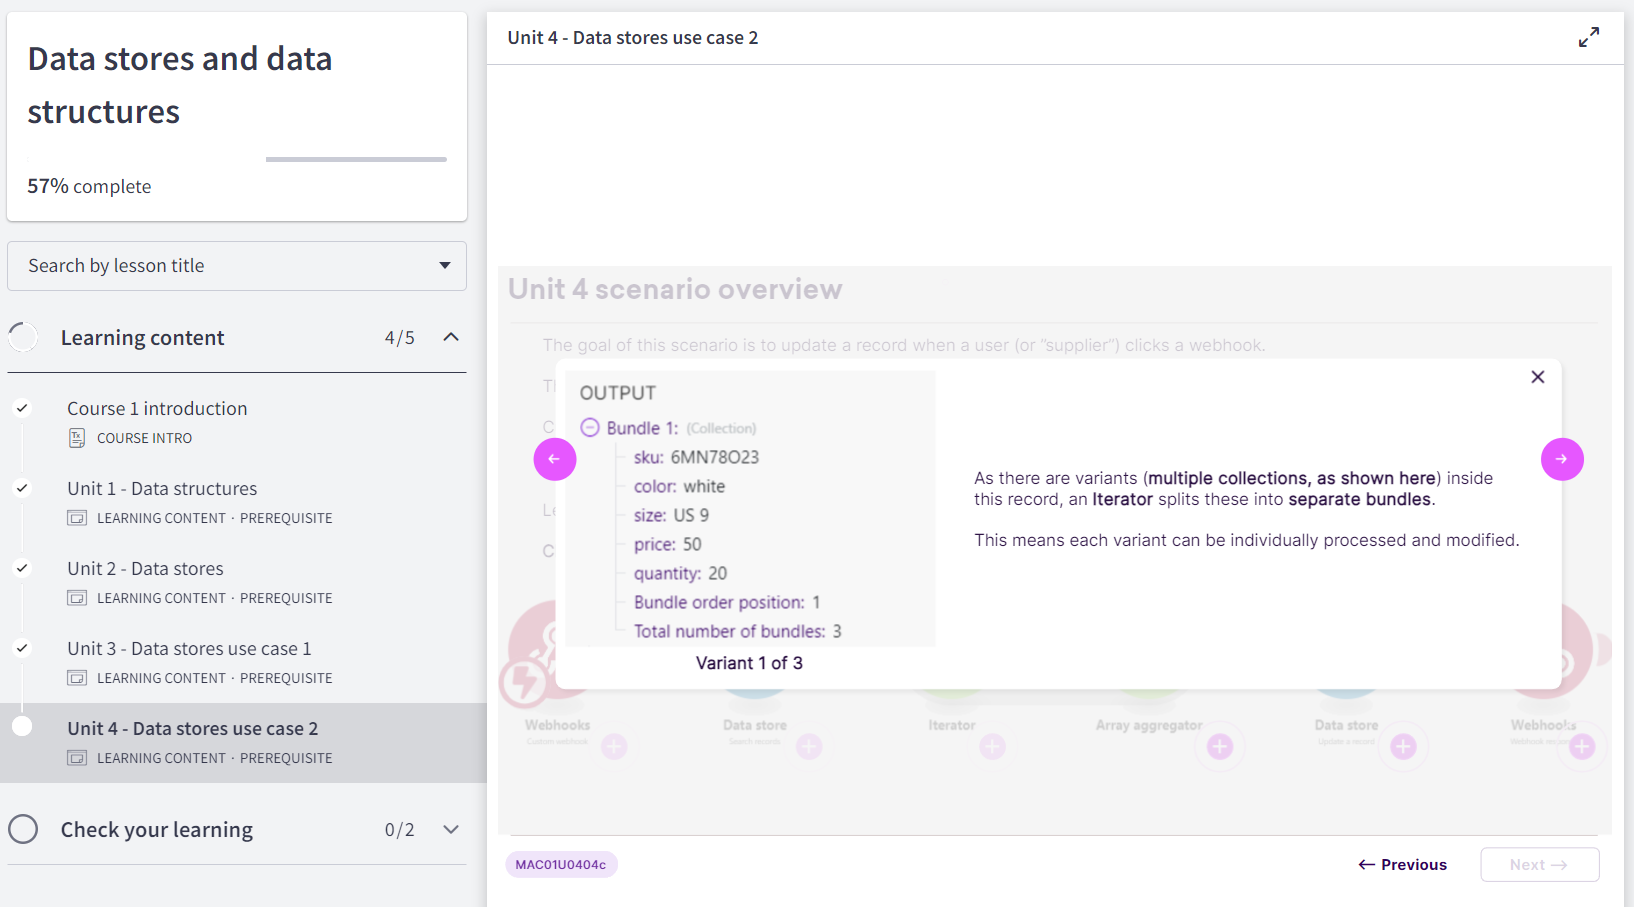 Data stores and data
structures
57% complete
Search by lesson title
Learning content 4/5
Course 1 introduction
COURSE INTRO
Unit 1 - Data structures
LEARNING CONTENT · PREREQUISITE
Unit 2 - Data stores
LEARNING CONTENT · PREREQUISITE
Unit 3 - Data stores use case 1
LEARNING CONTENT · PREREQUISITE
Unit 4 - Data stores use case 2
LEARNING CONTENT · PREREQUISITE
Check your learning 0/2
Unit 4 - Data stores use case 2
Unit 4 scenario overview
The goal of this scenario is to update a record when a user (or "supplier") clicks a webhook.
OUTPUT
Bundle 1: (Collection)
sku: 6MN78O23
color: white
size: US 9
price: 50
quantity: 20
Bundle order position: 1
Total number of bundles: 3
Variant 1 of 3
As there are variants (multiple collections, as shown here) inside
this record, an Iterator splits these into separate bundles.
This means each variant can be individually processed and modified.
Webhooks
Custom webhook
Data store
Search records
Iterator
Array aggregator
Data store
Update a record
Webhooks
Webhook
MAC01U0404c
← Previous
Next →